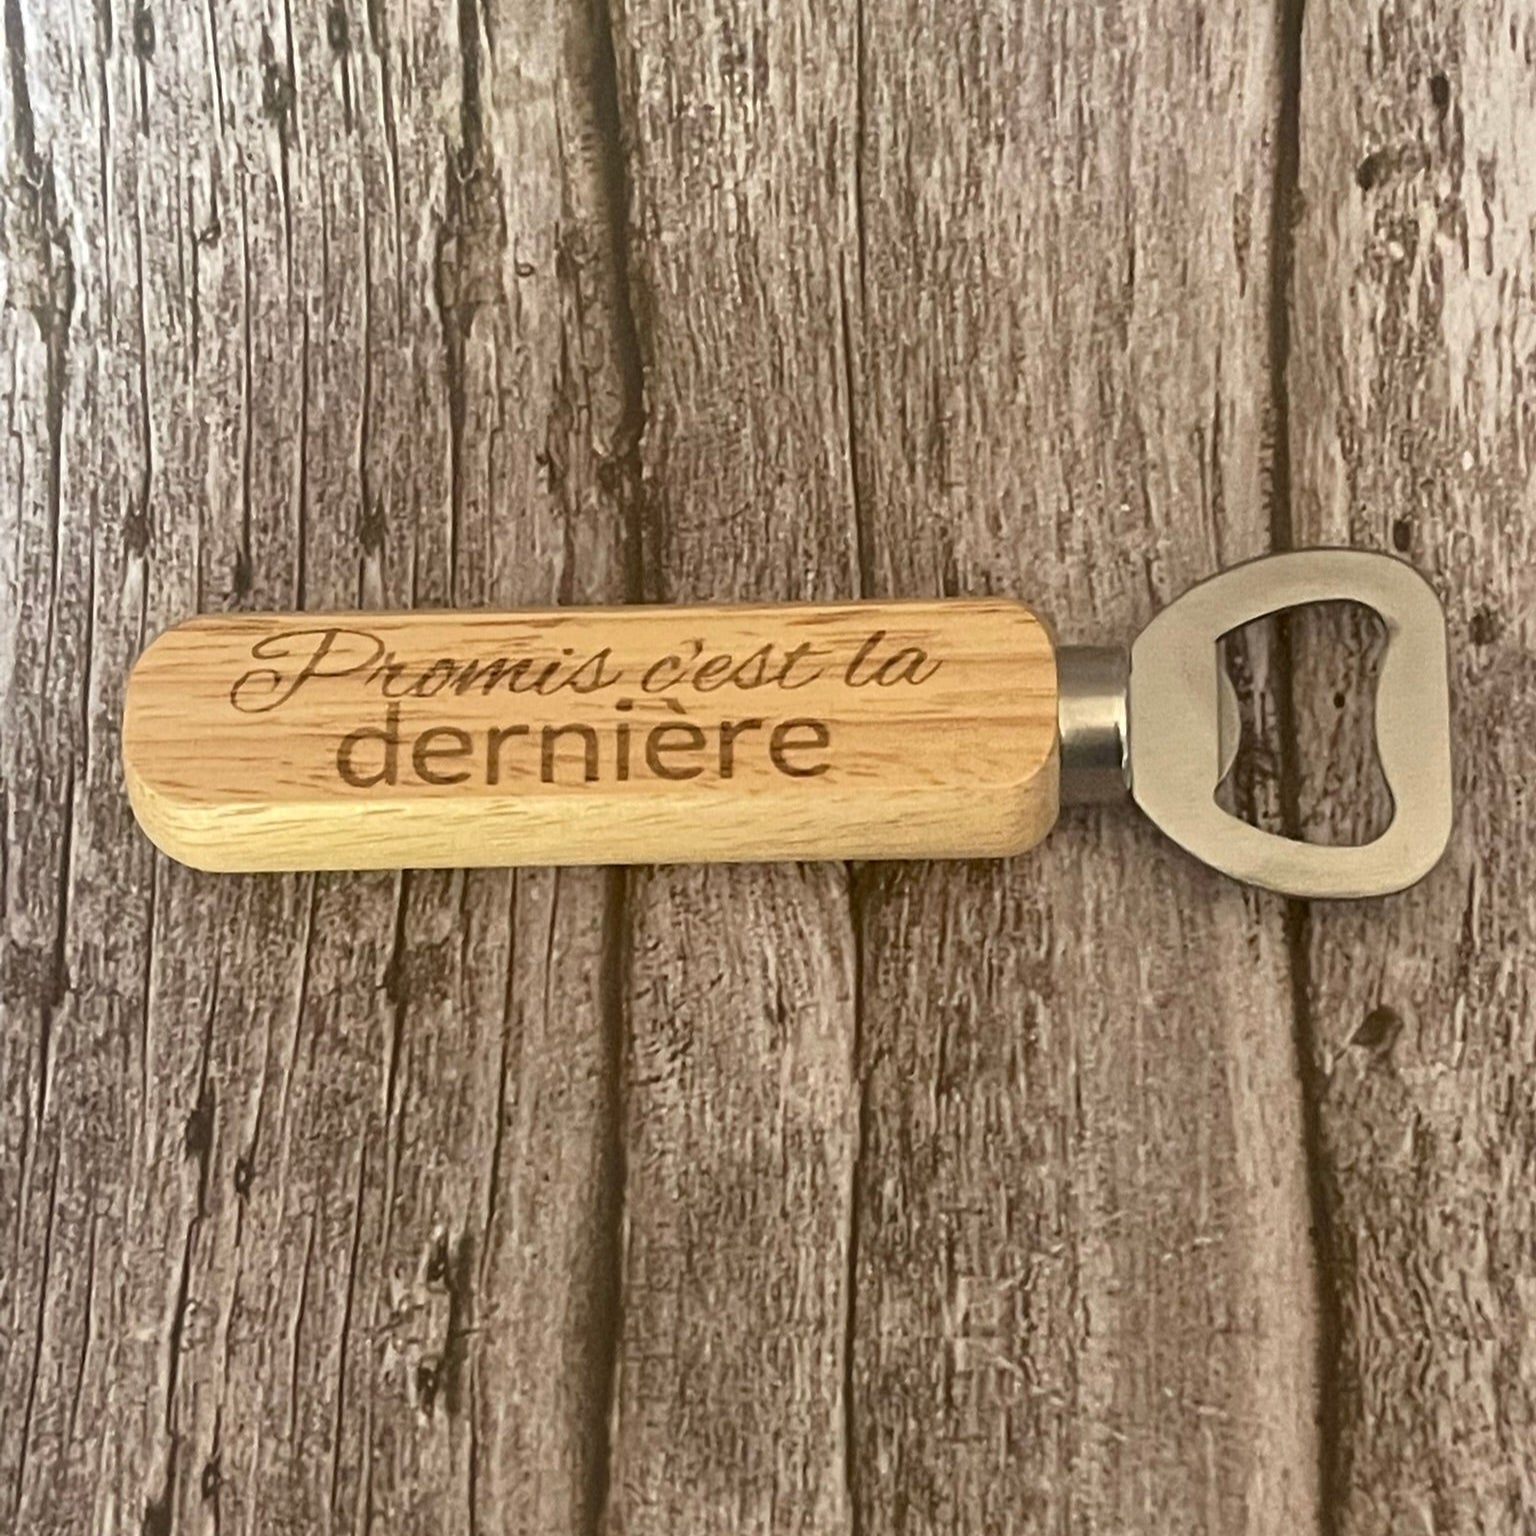 Promis c'est la
dernière